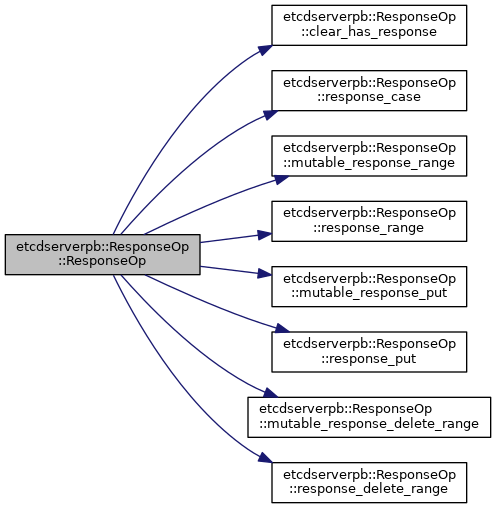 etcdserverpb::ResponseOp
::ResponseOp
etcdserverpb::ResponseOp
::clear_has_response
etcdserverpb::ResponseOp
::response_case
etcdserverpb::ResponseOp
::mutable_response_range
etcdserverpb::ResponseOp
::response_range
etcdserverpb::ResponseOp
::mutable_response_put
etcdserverpb::ResponseOp
::response_put
etcdserverpb::ResponseOp
::mutable_response_delete_range
etcdserverpb::ResponseOp
::response_delete_range